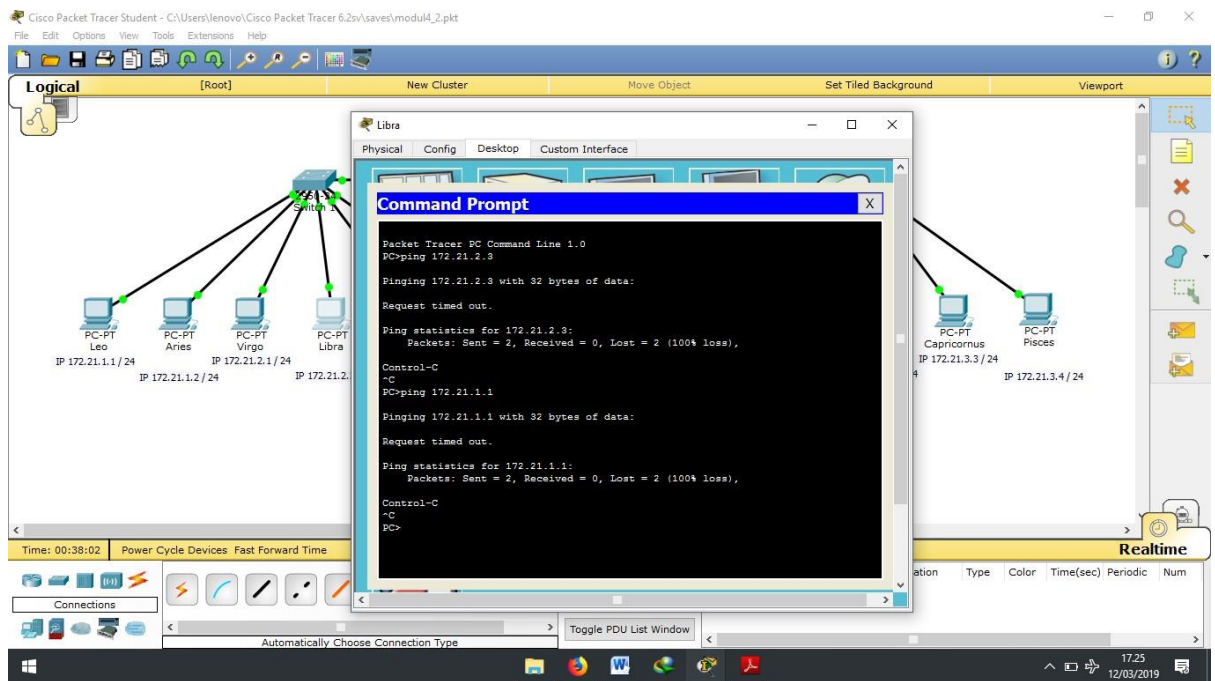 Cisco Packet Tracer Student - C:\Users\lenovo\Cisco Packet Tracer 6.2sv\saves\modul4_2.pkt
File Edit Options View Tools Extensions Help
Logical [Root] New Cluster Move Object Set Tiled Background Viewport
Libra
Physical Config Desktop Custom Interface
Command Prompt X
Packet Tracer PC Command Line 1.0
PC>ping 172.21.2.3
Pinging 172.21.2.3 with 32 bytes of data:
Request timed out.
Ping statistics for 172.21.2.3:
Packets: Sent = 2, Received = 0, Lost = 2 (100% loss),
Control-C
^C
PC>ping 172.21.1.1
Pinging 172.21.1.1 with 32 bytes of data:
Request timed out.
Ping statistics for 172.21.1.1:
Packets: Sent = 2, Received = 0, Lost = 2 (100% loss),
Control-C
^C
PC>
Switch 1
PC-PT
Leo
IP 172.21.1.1 / 24
PC-PT
Aries
IP 172.21.1.2 / 24
PC-PT
Virgo
IP 172.21.2.1 / 24
PC-PT
Libra
IP 172.21.2.
PC-PT
Capricornus
IP 172.21.3.3 / 24
4
PC-PT
Pisces
IP 172.21.3.4 / 24
Time: 00:38:02 Power Cycle Devices Fast Forward Time Realtime
Connections
Automatically Choose Connection Type
Toggle PDU List Window
ation Type Color Time(sec) Periodic Num
17.25
12/03/2019